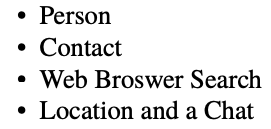 • Person
• Contact
• Web Broswer Search
• Location and a Chat